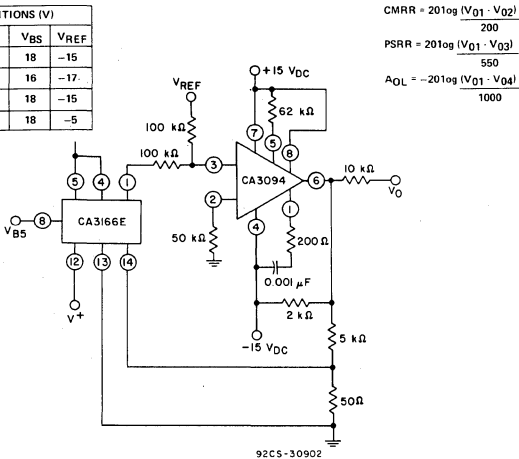 ITIONS (V)
VBS VREF
18 -15
16 -17.
18 -15
18 -5
CMRR = 20log (V01 · V02)
200
PSRR = 20log (V01 · V03)
550
AOL = -20log (V01 · V04)
1000
+15 VDC
VREF
62 kΩ
100 kΩ
7
5
8
100 kΩ
3
10 kΩ
5
4
1
CA3094
6
VO
2
1
8
CA3166E
4
VBS
50 kΩ
200Ω
12
13
14
0.001 μF
2 kΩ
V+
5 kΩ
-15 VDC
50Ω
92CS-30902